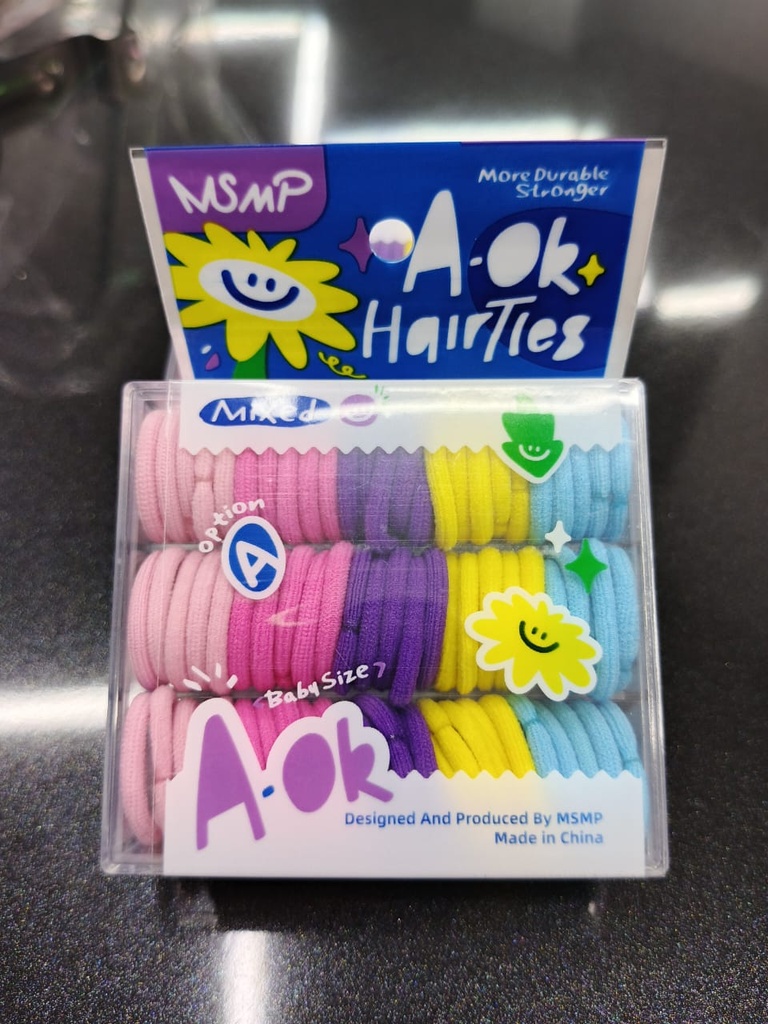 MSMP
More Durable
Stronger
A-Ok
HairTies
Mixed
option
A
Baby Size
A-Ok
Designed And Produced By MSMP
Made in China